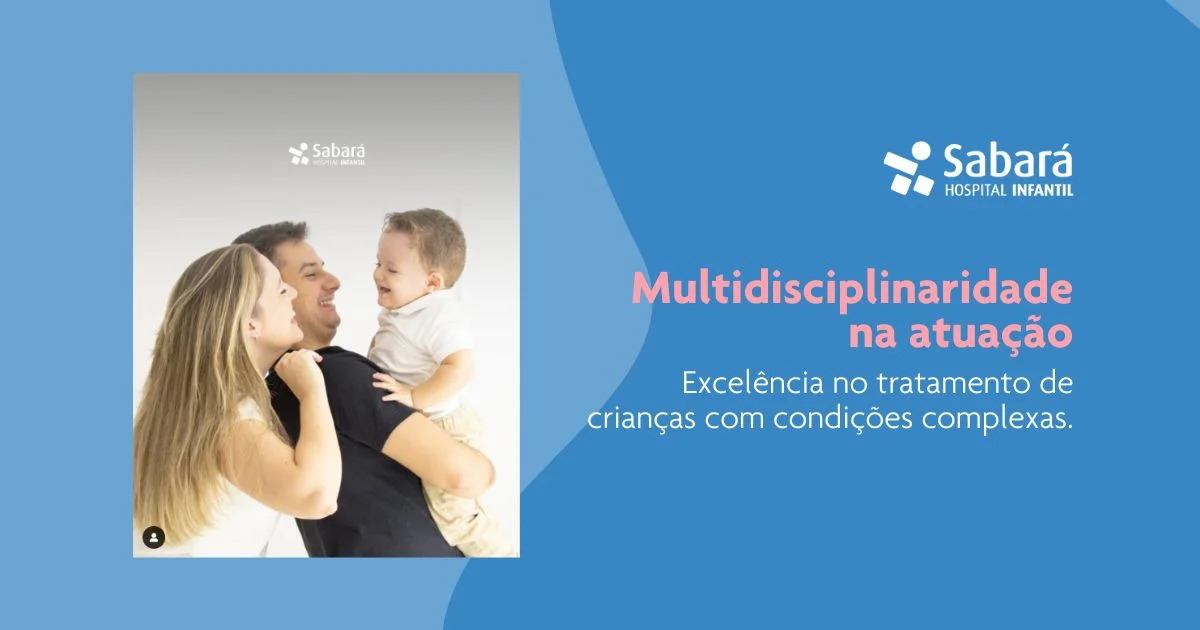 Sabará
HOSPITAL INFANTIL
Sabará
HOSPITAL INFANTIL
Multidisciplinaridade
na atuação
Excelência no tratamento de
crianças com condições complexas.